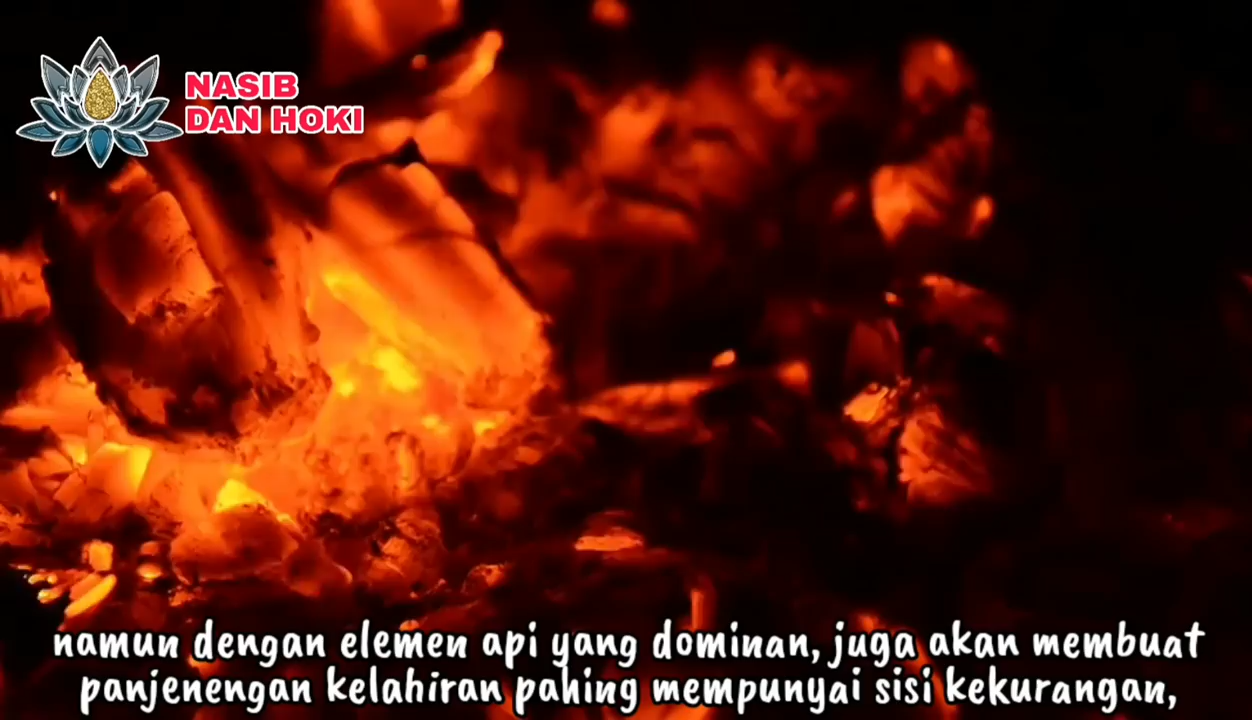 NASIB
DAN HOKI
namun dengan elemen api yang dominan, juga akan membuat
panjenengan kelahiran pahing mempunyai sisi kekurangan,